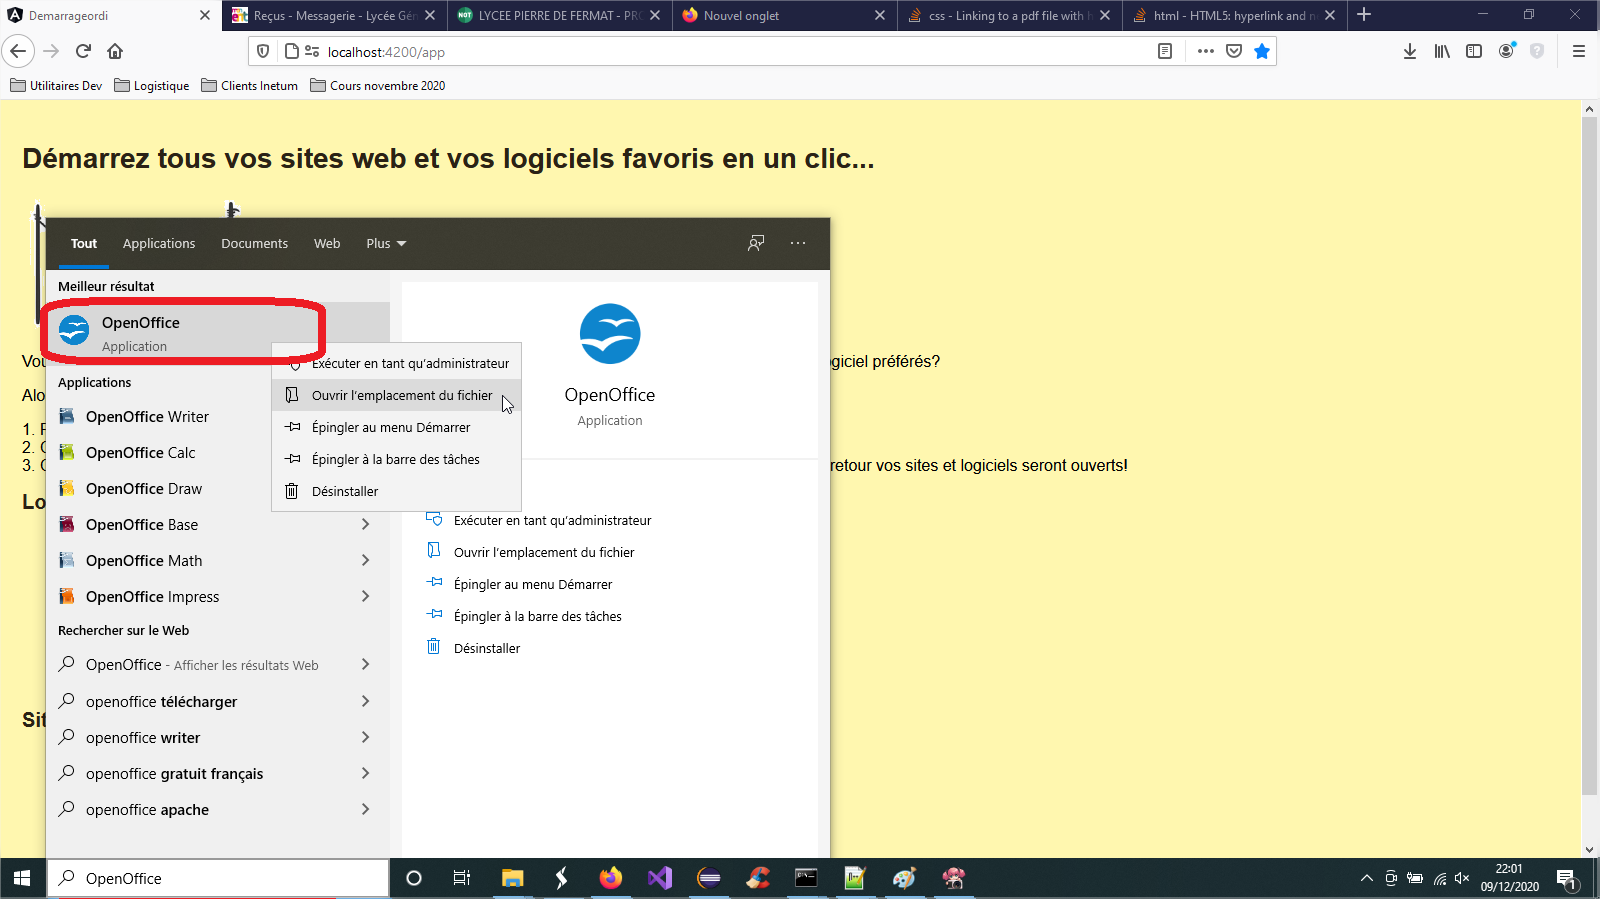 Demarrageordi
Reçus - Messagerie - Lycée Gén
NOT LYCEE PIERRE DE FERMAT - PRO
Nouvel onglet
css - Linking to a pdf file with h
html - HTML5: hyperlink and n
localhost:4200/app
Utilitaires Dev
Logistique
Clients Inetum
Cours novembre 2020
Démarrez tous vos sites web et vos logiciels favoris en un clic...
Tout
Applications
Documents
Web
Plus
Meilleur résultat
OpenOffice
Application
Applications
OpenOffice Writer
OpenOffice Calc
OpenOffice Draw
OpenOffice Base
OpenOffice Math
OpenOffice Impress
Rechercher sur le Web
OpenOffice - Afficher les résultats Web
openoffice télécharger
openoffice writer
openoffice gratuit français
openoffice apache
Exécuter en tant qu'administrateur
Ouvrir l'emplacement du fichier
Épingler au menu Démarrer
Épingler à la barre des tâches
Désinstaller
OpenOffice
Application
Exécuter en tant qu'administrateur
Ouvrir l'emplacement du fichier
Épingler au menu Démarrer
Épingler à la barre des tâches
Désinstaller
Vou
giciel préférés?
Alo
1.
2.
3.
retour vos sites et logiciels seront ouverts!
Lo
Sit
OpenOffice
22:01
09/12/2020
1